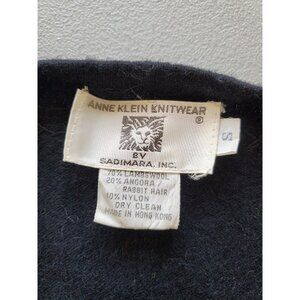 ANNE KLEIN KNITWEAR
®
BY
SADIMARA, INC.
S
70% LAMBSWOOL
20% ANGORA/
RABBIT HAIR
10% NYLON
DRY CLEAN
MADE IN HONG KONG